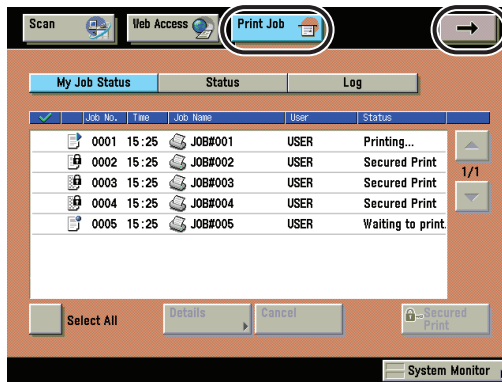 Scan Web Access Print Job
My Job Status Status Log
Job No. Time Job Name User Status
0001 15:25 JOB#001 USER Printing...
0002 15:25 JOB#002 USER Secured Print
0003 15:25 JOB#003 USER Secured Print
0004 15:25 JOB#004 USER Secured Print
0005 15:25 JOB#005 USER Waiting to print.
1/1
Select All Details Cancel Secured
Print
System Monitor